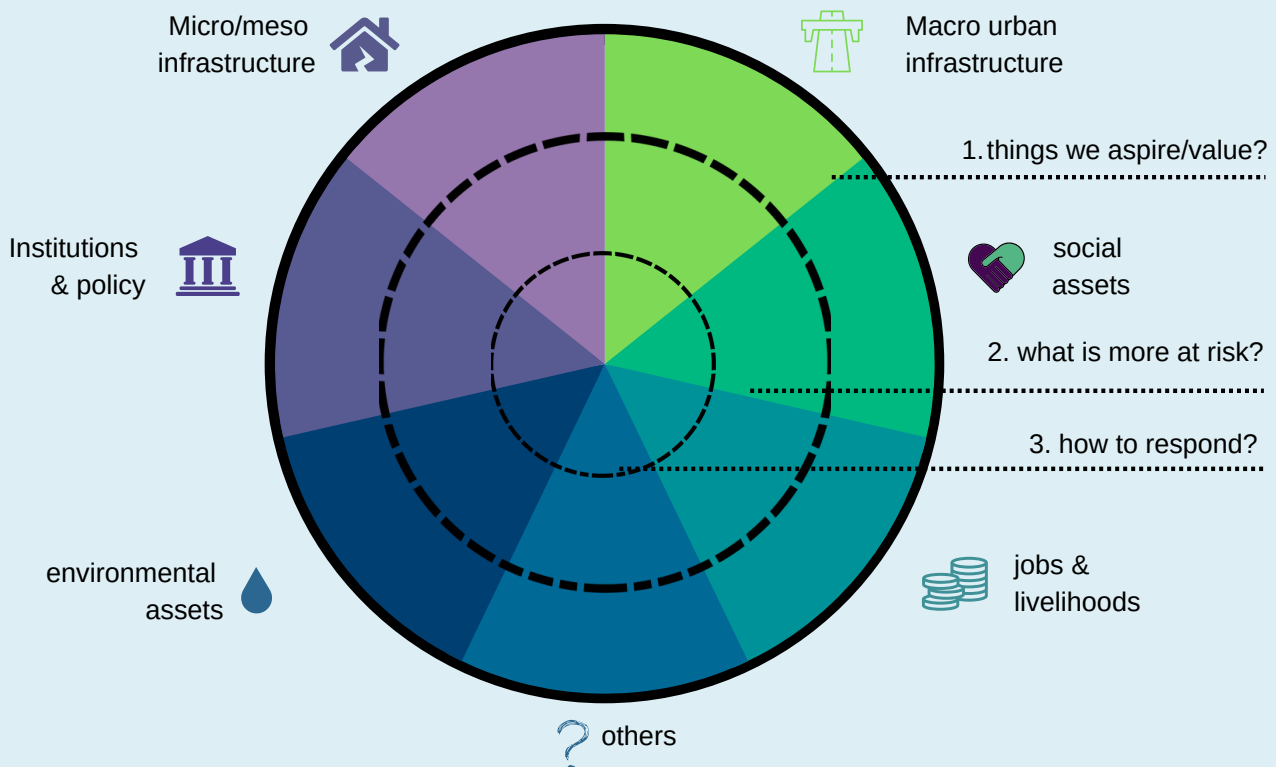 Micro/meso
infrastructure
Macro urban
infrastructure
1. things we aspire/value?
Institutions
& policy
social
assets
2. what is more at risk?
3. how to respond?
environmental
assets
jobs &
livelihoods
? others